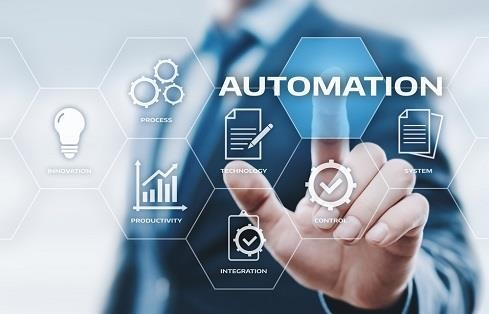 AUTOMATION
PROCESS
INNOVATION
TECHNOLOGY
SYSTEM
PRODUCTIVITY
CONTROL
INTEGRATION